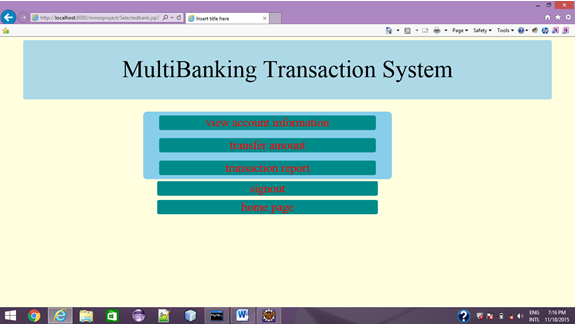 http://localhost:8080/minorproject/Selectedbank.jsp?
Insert title here
Page
Safety
Tools
MultiBanking Transaction System
view account information
transfer amount
transaction report
signout
home page
ENG
INTL
7:16 PM
11/18/2015